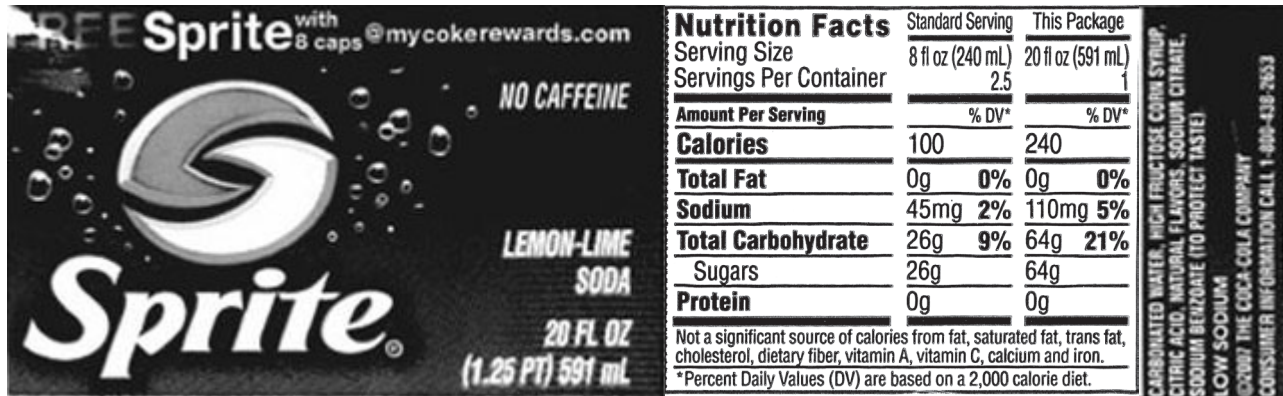 FREE Sprite with 8 caps @mycokerewards.com
NO CAFFEINE
LEMON-LIME
SODA
Sprite®
20 FL OZ
(1.25 PT) 591 mL
Nutrition Facts Standard Serving This Package
Serving Size 8 fl oz (240 mL) 20 fl oz (591 mL)
Servings Per Container 2.5 1
Amount Per Serving % DV* % DV*
Calories 100 240
Total Fat 0g 0% 0g 0%
Sodium 45mg 2% 110mg 5%
Total Carbohydrate 26g 9% 64g 21%
Sugars 26g 64g
Protein 0g 0g
Not a significant source of calories from fat, saturated fat, trans fat,
cholesterol, dietary fiber, vitamin A, vitamin C, calcium and iron.
*Percent Daily Values (DV) are based on a 2,000 calorie diet.
CARBONATED WATER, HIGH FRUCTOSE CORN SYRUP,
CITRIC ACID, NATURAL FLAVORS, SODIUM CITRATE,
SODIUM BENZOATE (TO PROTECT TASTE)
LOW SODIUM
©2007 THE COCA-COLA COMPANY
CONSUMER INFORMATION CALL 1-800-438-2653